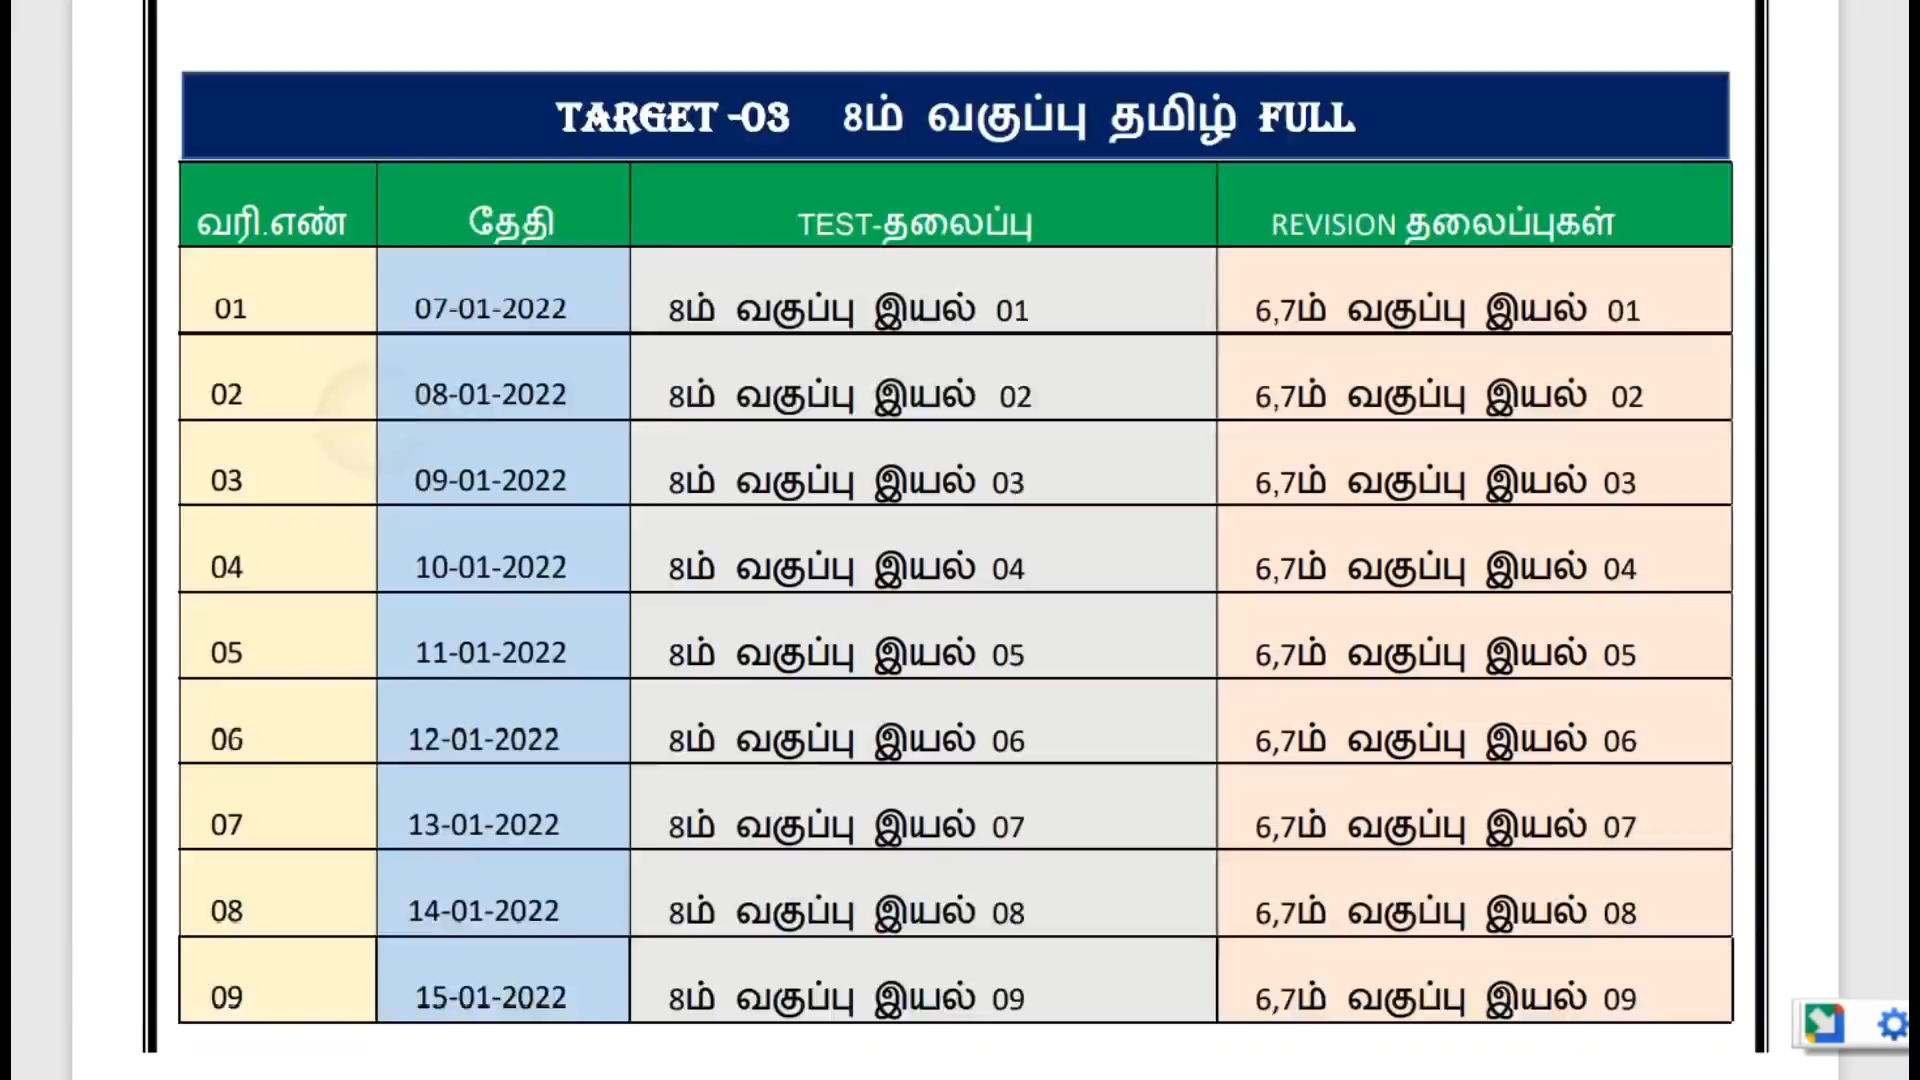 TARGET -03 8ம் வகுப்பு தமிழ் FULL
வரி.எண் தேதி TEST-தலைப்பு REVISION தலைப்புகள்
01 07-01-2022 8ம் வகுப்பு இயல் 01 6,7ம் வகுப்பு இயல் 01
02 08-01-2022 8ம் வகுப்பு இயல் 02 6,7ம் வகுப்பு இயல் 02
03 09-01-2022 8ம் வகுப்பு இயல் 03 6,7ம் வகுப்பு இயல் 03
04 10-01-2022 8ம் வகுப்பு இயல் 04 6,7ம் வகுப்பு இயல் 04
05 11-01-2022 8ம் வகுப்பு இயல் 05 6,7ம் வகுப்பு இயல் 05
06 12-01-2022 8ம் வகுப்பு இயல் 06 6,7ம் வகுப்பு இயல் 06
07 13-01-2022 8ம் வகுப்பு இயல் 07 6,7ம் வகுப்பு இயல் 07
08 14-01-2022 8ம் வகுப்பு இயல் 08 6,7ம் வகுப்பு இயல் 08
09 15-01-2022 8ம் வகுப்பு இயல் 09 6,7ம் வகுப்பு இயல் 09